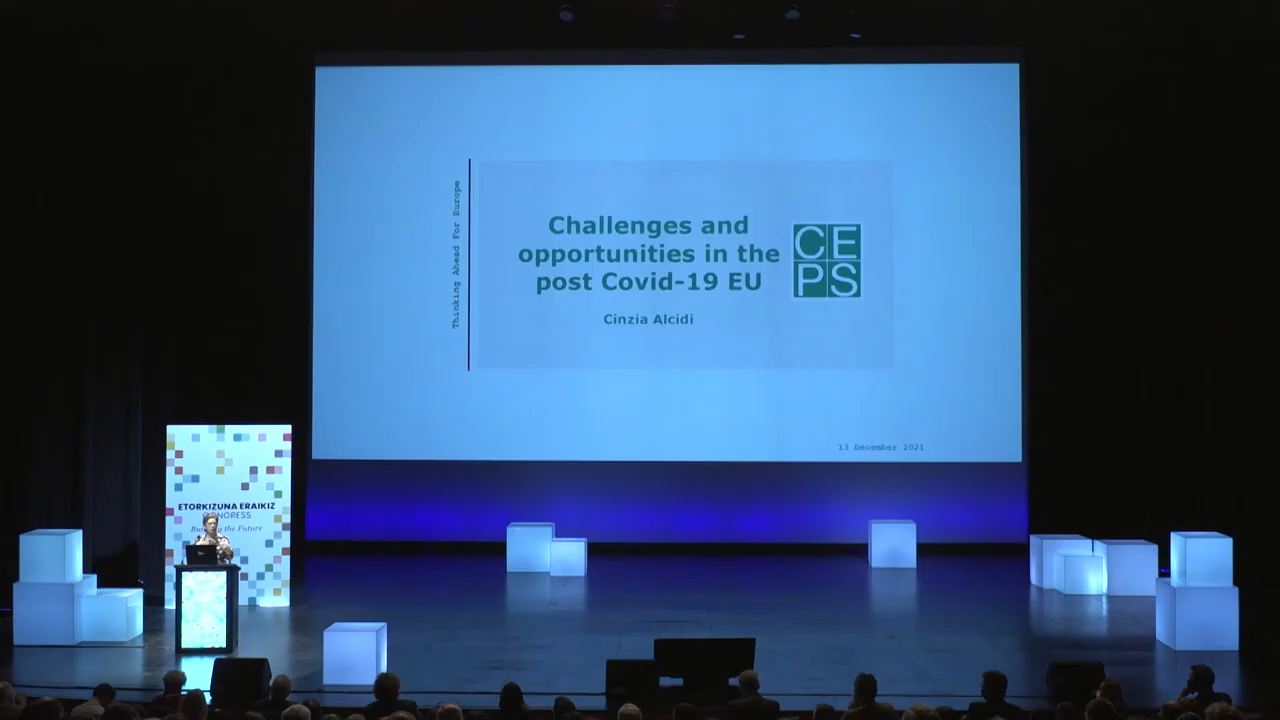 Thinking Ahead For Europe
Challenges and
opportunities in the
post Covid-19 EU
Cinzia Alcidi
CE
PS
13 December 2021
ETORKIZUNA ERAIKIZ
CONGRESS
the Future